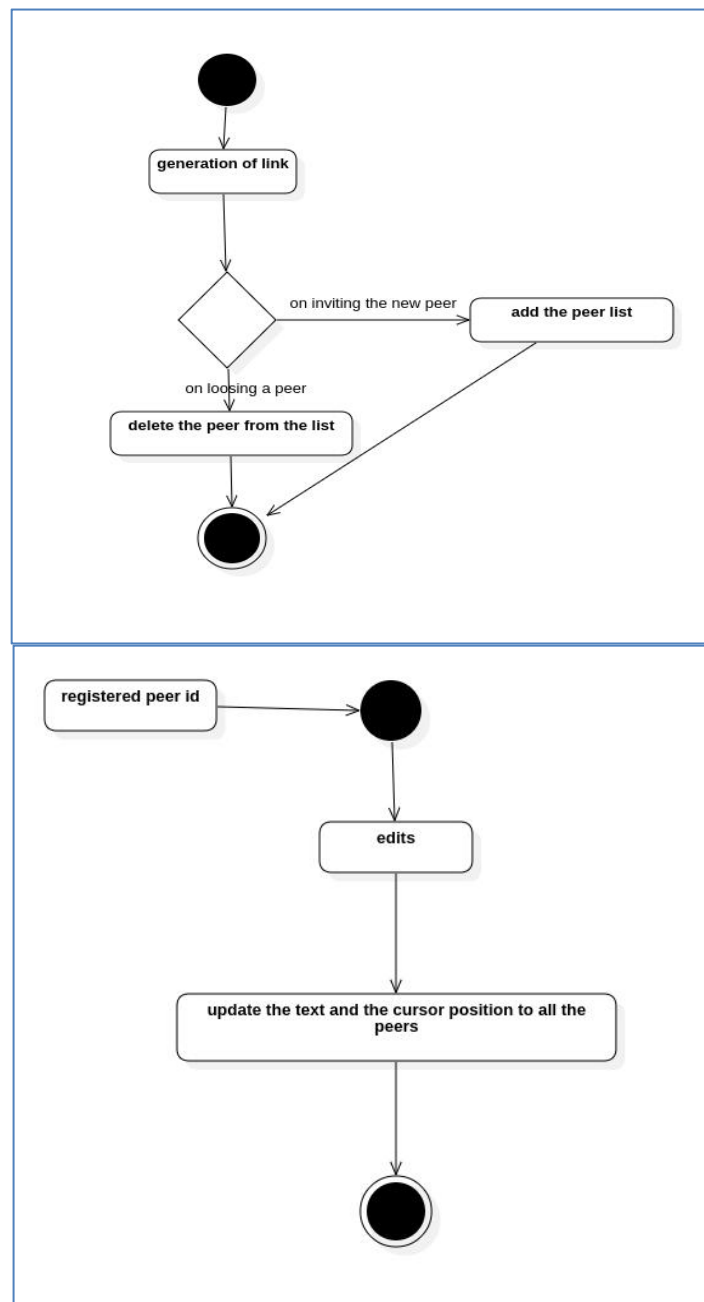 generation of link
on inviting the new peer
add the peer list
on loosing a peer
delete the peer from the list
registered peer id
edits
update the text and the cursor position to all the
peers